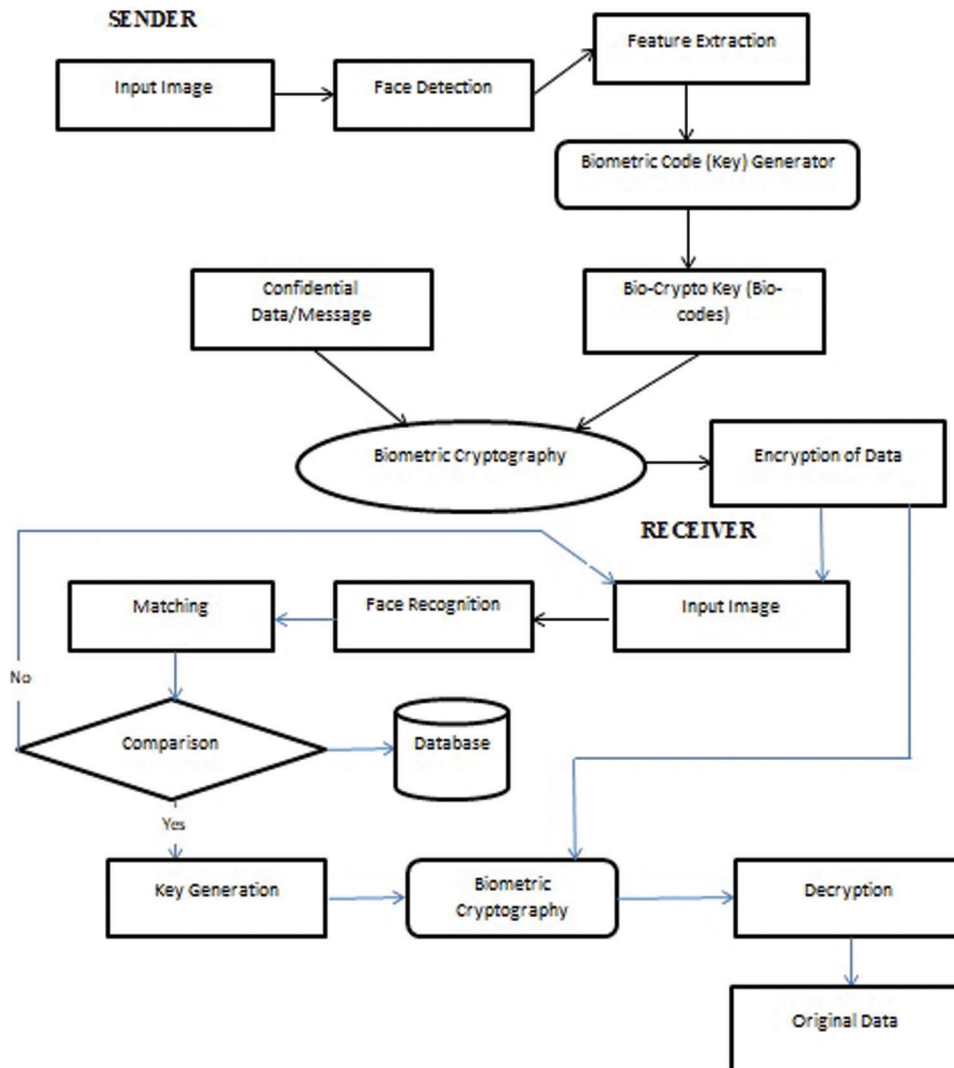 SENDER
Feature Extraction
Input Image
Face Detection
Biometric Code (Key) Generator
Confidential
Data/Message
Bio-Crypto Key (Bio-
codes)
Biometric Cryptography
Encryption of Data
RECEIVER
Matching
Face Recognition
Input Image
No
Comparison
Database
Yes
Key Generation
Biometric
Cryptography
Decryption
Original Data